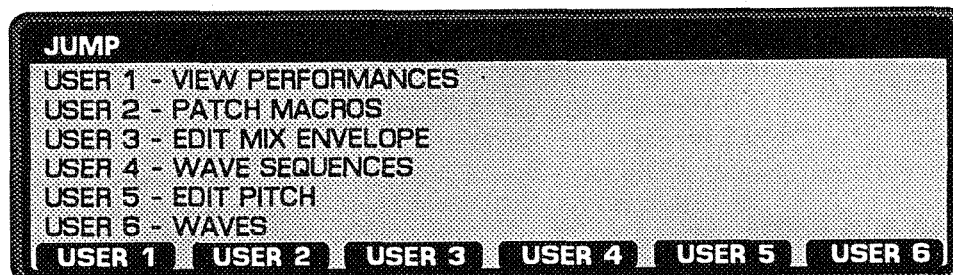 JUMP
USER 1 - VIEW PERFORMANCES
USER 2 - PATCH MACROS
USER 3 - EDIT MIX ENVELOPE
USER 4 - WAVE SEQUENCES
USER 5 - EDIT PITCH
USER 6 - WAVES
USER 1 USER 2 USER 3 USER 4 USER 5 USER 6